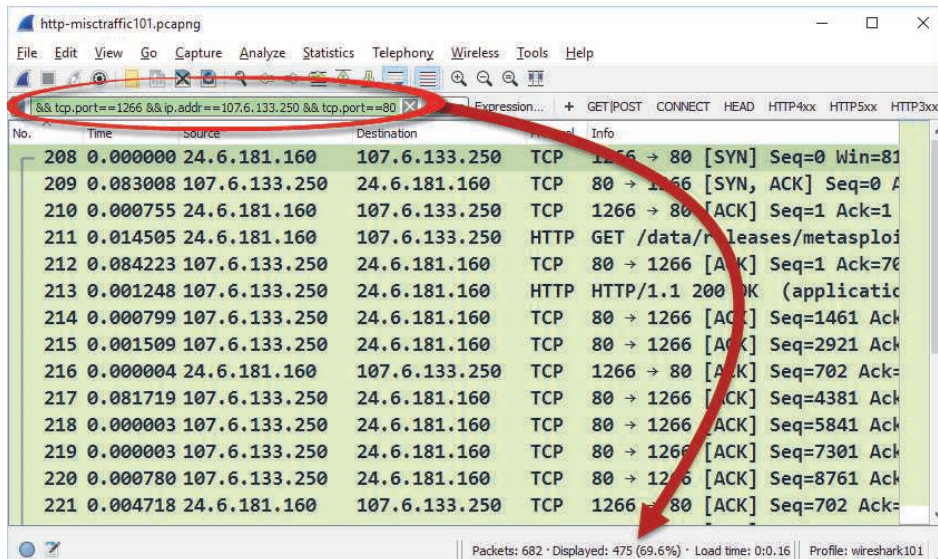 http-misctraffic101.pcapng
File Edit View Go Capture Analyze Statistics Telephony Wireless Tools Help
&& tcp.port==1266 && ip.addr==107.6.133.250 && tcp.port==80 Expression... + GET|POST CONNECT HEAD HTTP4xx HTTP5xx HTTP3xx
No. Time Source Destination Info
208 0.000000 24.6.181.160 107.6.133.250 TCP 1266 → 80 [SYN] Seq=0 Win=81
209 0.083008 107.6.133.250 24.6.181.160 TCP 80 → 1266 [SYN, ACK] Seq=0 A
210 0.000755 24.6.181.160 107.6.133.250 TCP 1266 → 80 [ACK] Seq=1 Ack=1
211 0.014505 24.6.181.160 107.6.133.250 HTTP GET /data/releases/metasploi
212 0.084223 107.6.133.250 24.6.181.160 TCP 80 → 1266 [ACK] Seq=1 Ack=70
213 0.001248 107.6.133.250 24.6.181.160 HTTP HTTP/1.1 200 OK (applicatic
214 0.000799 107.6.133.250 24.6.181.160 TCP 80 → 1266 [ACK] Seq=1461 Ack
215 0.001509 107.6.133.250 24.6.181.160 TCP 80 → 1266 [ACK] Seq=2921 Ack
216 0.000004 24.6.181.160 107.6.133.250 TCP 1266 → 80 [ACK] Seq=702 Ack=
217 0.081719 107.6.133.250 24.6.181.160 TCP 80 → 1266 [ACK] Seq=4381 Ack
218 0.000003 107.6.133.250 24.6.181.160 TCP 80 → 1266 [ACK] Seq=5841 Ack
219 0.000003 107.6.133.250 24.6.181.160 TCP 80 → 1266 [ACK] Seq=7301 Ack
220 0.000780 107.6.133.250 24.6.181.160 TCP 80 → 1266 [ACK] Seq=8761 Ack
221 0.004718 24.6.181.160 107.6.133.250 TCP 1266 → 80 [ACK] Seq=702 Ack=
Packets: 682 · Displayed: 475 (69.6%) · Load time: 0:0.16 Profile: wireshark101